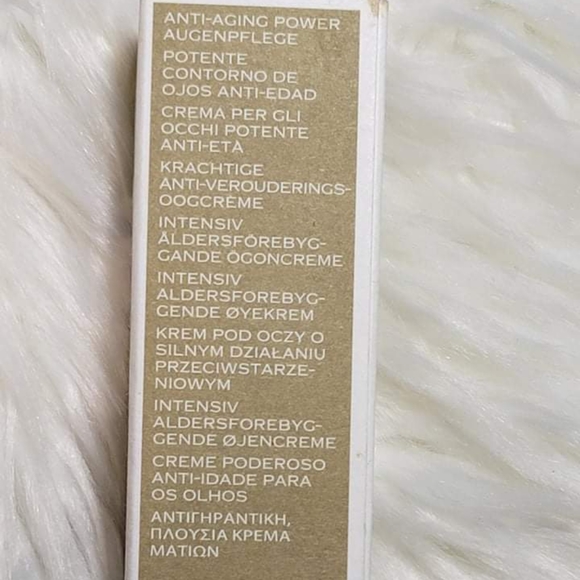 ANTI-AGING POWER
AUGENPFLEGE
POTENTE
CONTORNO DE
OJOS ANTI-EDAD
CREMA PER GLI
OCCHI POTENTE
ANTI-ETÀ
KRACHTIGE
ANTI-VEROUDERINGS-
OOGCRÈME
INTENSIV
ÅLDERSFÖREBYG-
GANDE ÖGONCREME
INTENSIV
ALDERSFOREBYG-
GENDE ØYEKREM
KREM POD OCZY O
SILNYM DZIAŁANIU
PRZECIWSTARZE-
NIOWYM
INTENSIV
ALDERSFOREBYG-
GENDE ØJENCREME
CREME PODEROSO
ANTI-IDADE PARA
OS OLHOS
ΑΝΤΙΓΗΡΑΝΤΙΚΗ,
ΠΛΟΥΣΙΑ ΚΡΕΜΑ
ΜΑΤΙΩΝ